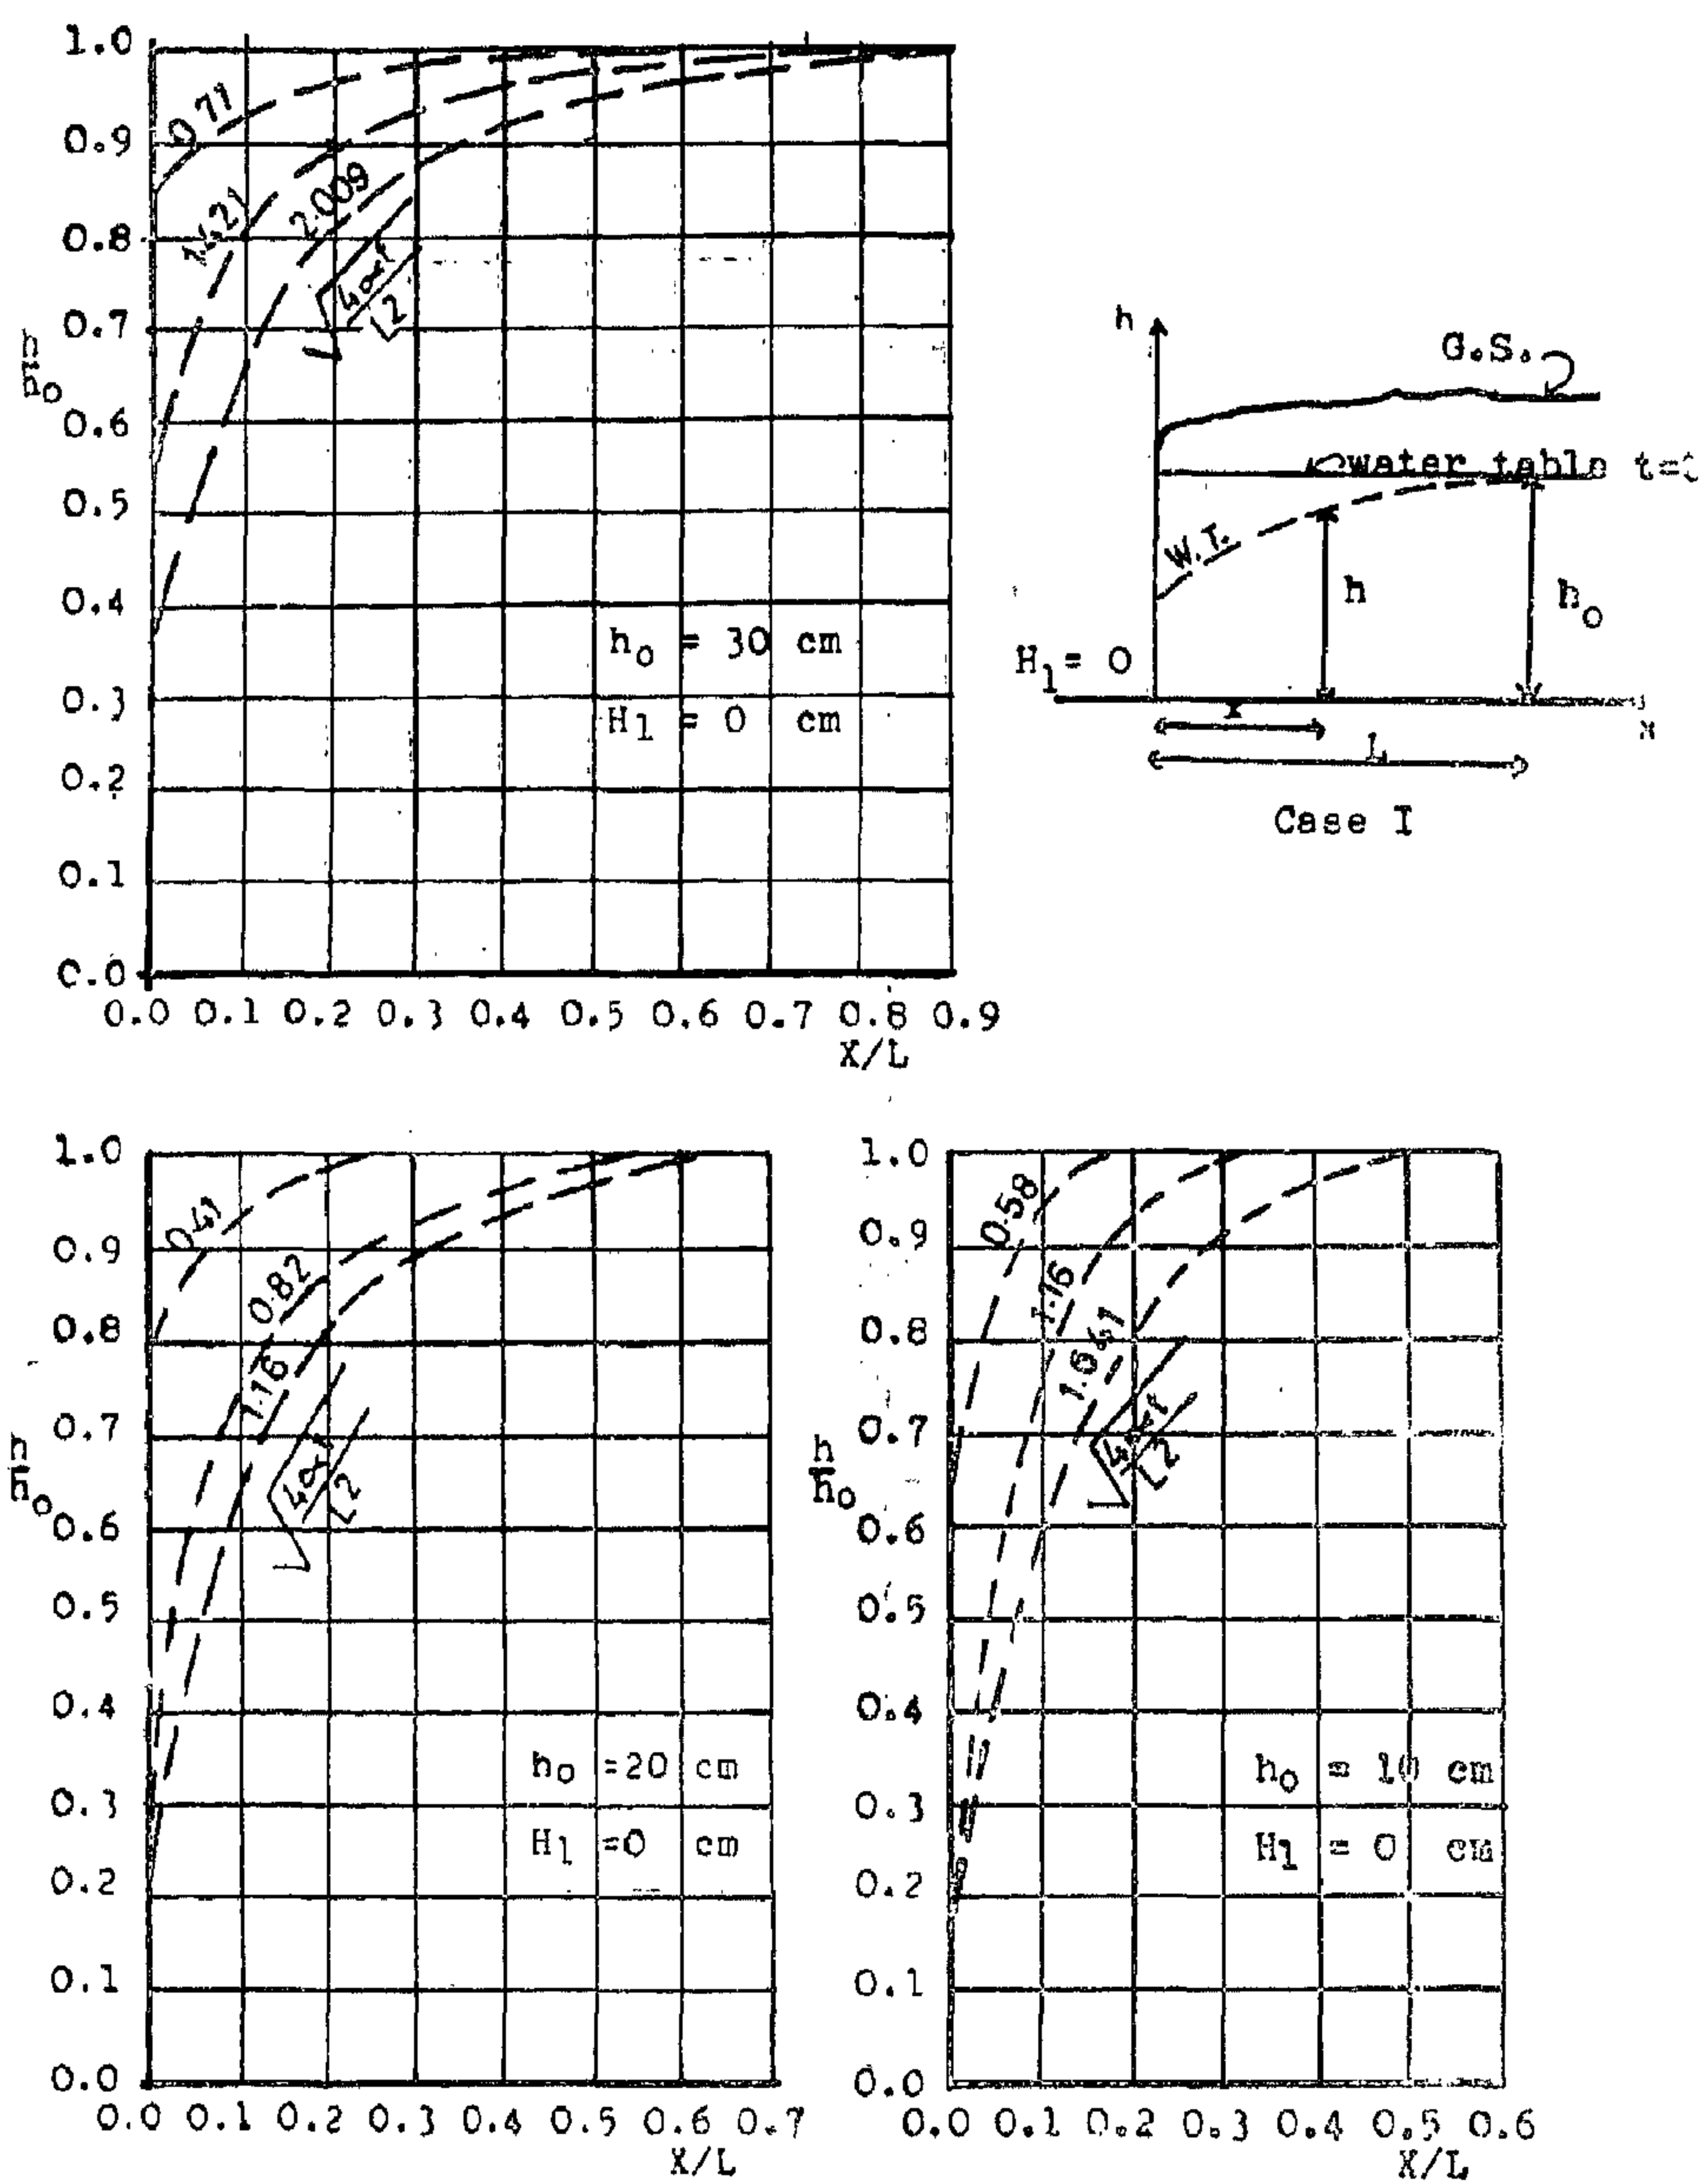 1.0
0.9
0.8
0.7
0.6
0.5
0.4
0.3
0.2
0.1
0.0
h
h₀
0.71
1.421
2.009
√4αt/L2
h₀ = 30 cm
H₁ = 0 cm
0.0 0.1 0.2 0.3 0.4 0.5 0.6 0.7 0.8 0.9
X/L
h
G.S.
water table t=
W.T.
h
h₀
H₁= 0
x
L
Case I
1.0
0.9
0.8
0.7
0.6
0.5
0.4
0.3
0.2
0.1
0.0
h
h₀
0.41
0.82
1.16
√4αt/L2
h₀ =20 cm
H₁ =0 cm
0.0 0.1 0.2 0.3 0.4 0.5 0.6 0.7
X/L
1.0
0.9
0.8
0.7
0.6
0.5
0.4
0.3
0.2
0.1
0.0
h
h₀
0.58
1.16
1.641
√4αt/L2
h₀ = 10 cm
H₁ = 0 cm
0.0 0.1 0.2 0.3 0.4 0.5 0.6
X/L